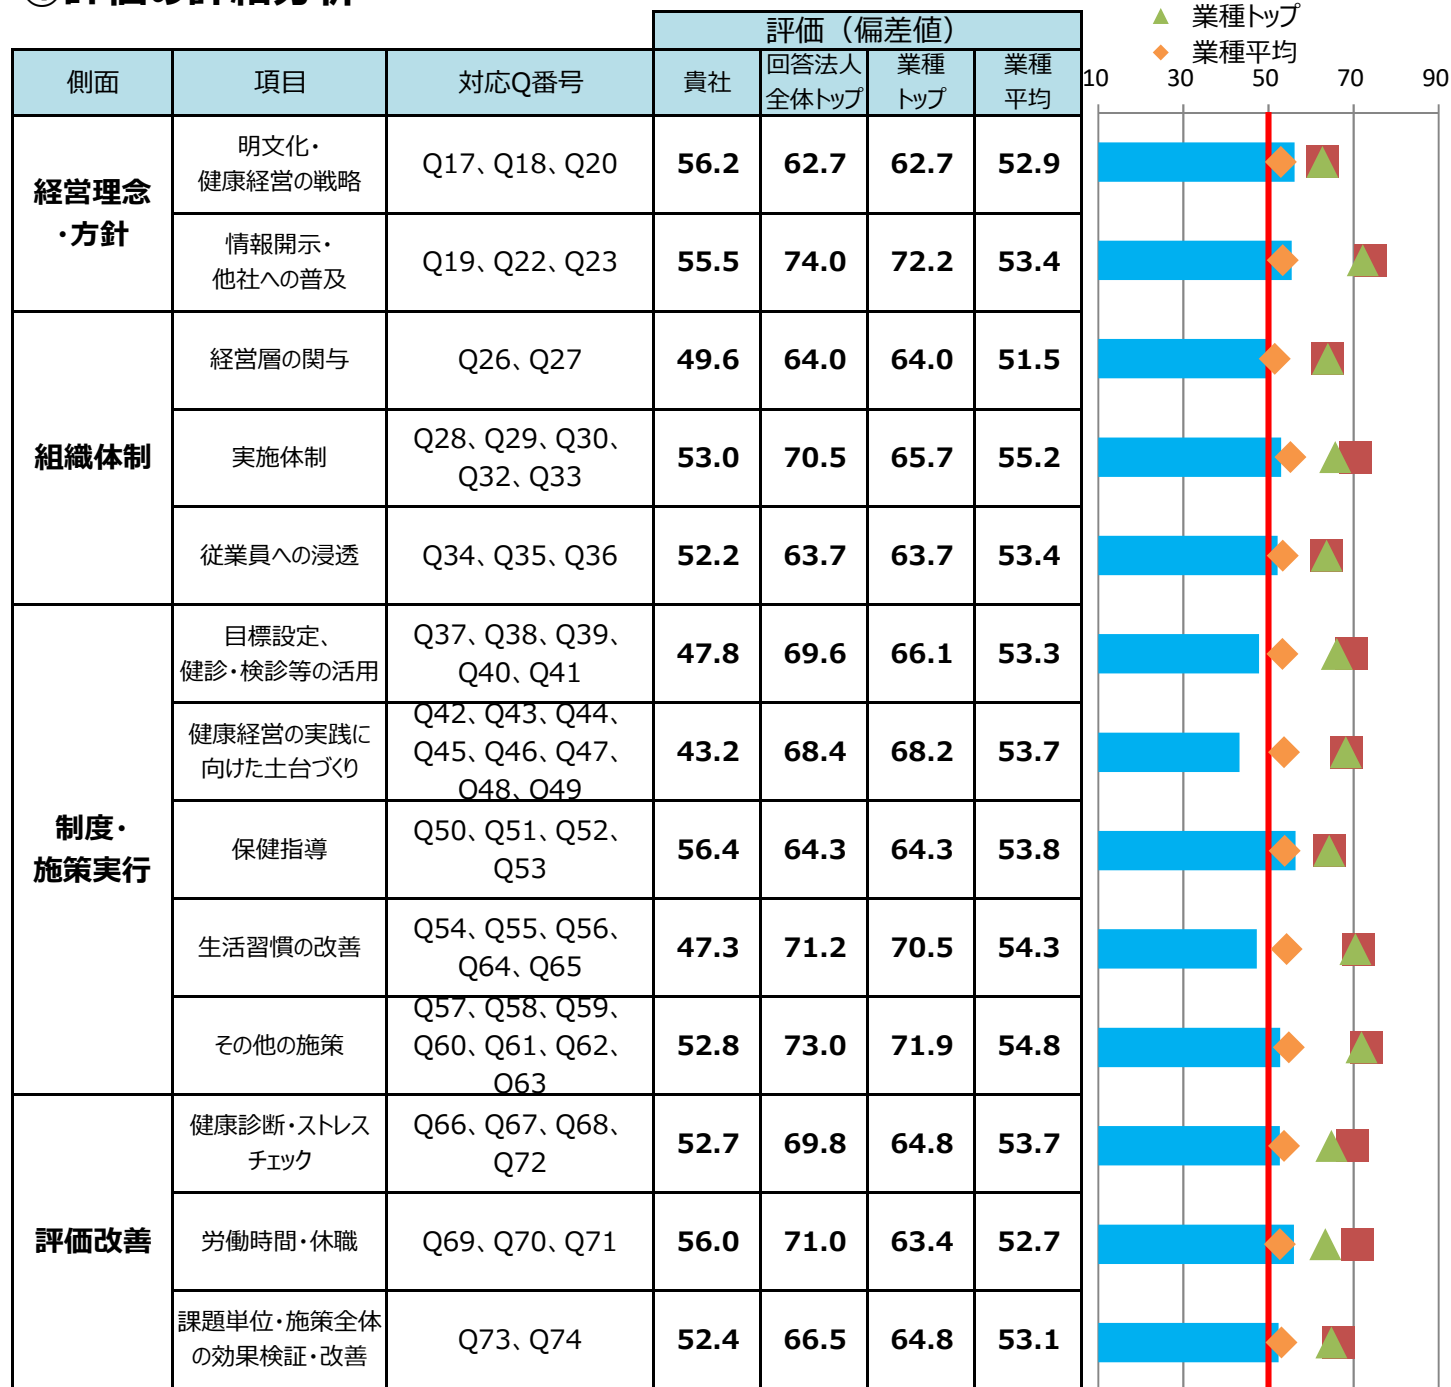 ①評価の詳細分析
▲ 業種トップ
◆ 業種平均
評価（偏差値）
側面 項目 対応Q番号 貴社 回答法人全体トップ 業種トップ 業種平均
10 30 50 70 90
経営理念・方針
明文化・
健康経営の戦略
Q17、Q18、Q20
56.2 62.7 62.7 52.9
情報開示・
他社への普及
Q19、Q22、Q23
55.5 74.0 72.2 53.4
組織体制
経営層の関与
Q26、Q27
49.6 64.0 64.0 51.5
実施体制
Q28、Q29、Q30、
Q32、Q33
53.0 70.5 65.7 55.2
従業員への浸透
Q34、Q35、Q36
52.2 63.7 63.7 53.4
制度・
施策実行
目標設定、
健診・検診等の活用
Q37、Q38、Q39、
Q40、Q41
47.8 69.6 66.1 53.3
健康経営の実践に
向けた土台づくり
Q42、Q43、Q44、
Q45、Q46、Q47、
Q48、Q49
43.2 68.4 68.2 53.7
保健指導
Q50、Q51、Q52、
Q53
56.4 64.3 64.3 53.8
生活習慣の改善
Q54、Q55、Q56、
Q64、Q65
47.3 71.2 70.5 54.3
その他の施策
Q57、Q58、Q59、
Q60、Q61、Q62、
Q63
52.8 73.0 71.9 54.8
評価改善
健康診断・ストレス
チェック
Q66、Q67、Q68、
Q72
52.7 69.8 64.8 53.7
労働時間・休職
Q69、Q70、Q71
56.0 71.0 63.4 52.7
課題単位・施策全体
の効果検証・改善
Q73、Q74
52.4 66.5 64.8 53.1